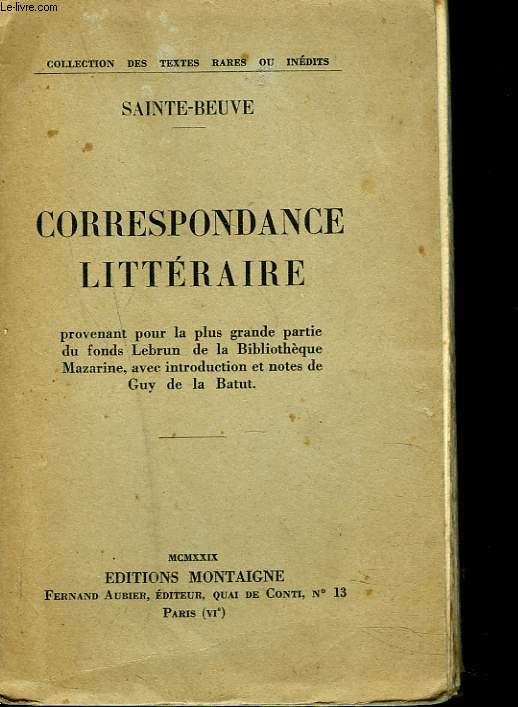 Le-livre.com
COLLECTION DES TEXTES RARES OU INÉDITS
SAINTE-BEUVE
CORRESPONDANCE
LITTÉRAIRE
provenant pour la plus grande partie
du fonds Lebrun de la Bibliothèque
Mazarine, avec introduction et notes de
Guy de la Batut.
MCMXXIX
EDITIONS MONTAIGNE
FERNAND AUBIER, ÉDITEUR, QUAI DE CONTI, N° 13
PARIS (VIe)